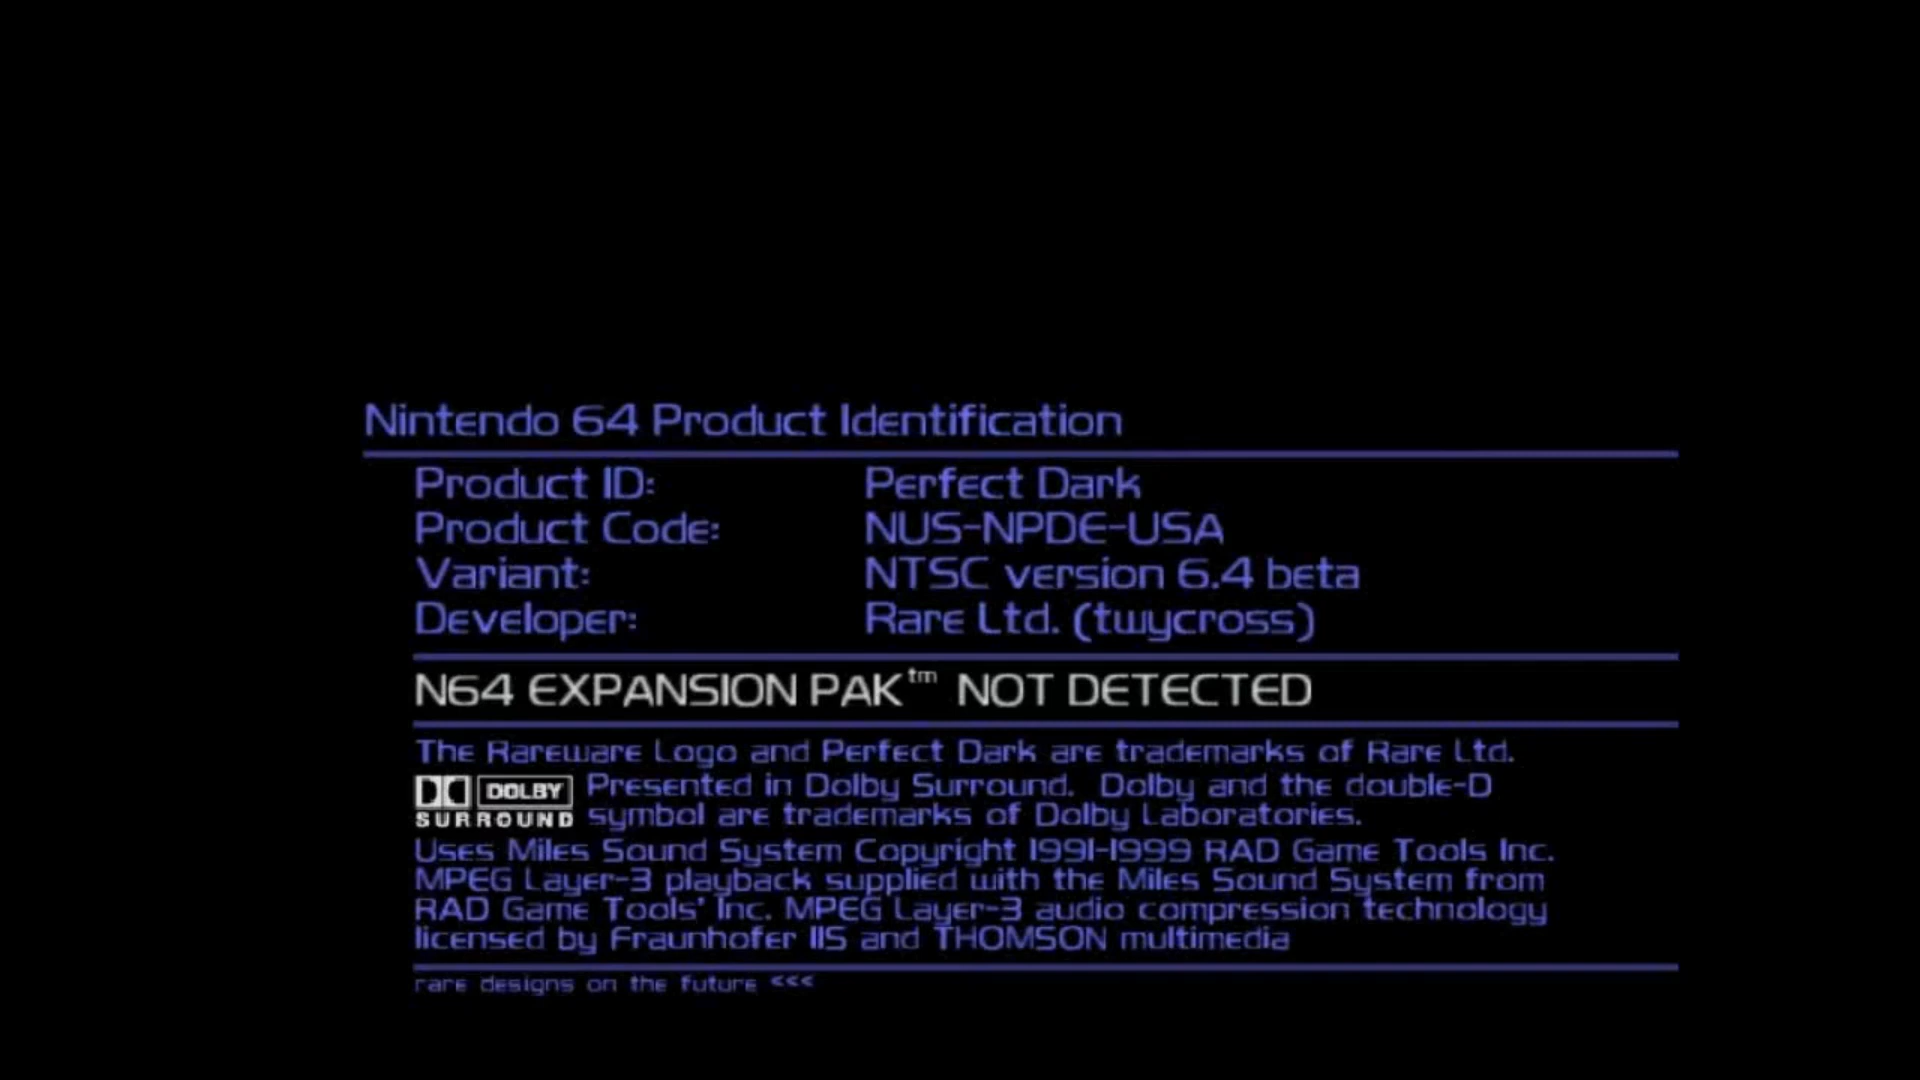 Nintendo 64 Product Identification
Product ID: Perfect Dark
Product Code: NUS-NPDE-USA
Variant: NTSC version 6.4 beta
Developer: Rare Ltd. (twycross)
N64 EXPANSION PAK™ NOT DETECTED
The Rareware Logo and Perfect Dark are trademarks of Rare Ltd.
DOLBY SURROUND
Presented in Dolby Surround. Dolby and the double-D
symbol are trademarks of Dolby Laboratories.
Uses Miles Sound System Copyright 1991-1999 RAD Game Tools Inc.
MPEG Layer-3 playback supplied with the Miles Sound System from
RAD Game Tools' Inc. MPEG Layer-3 audio compression technology
licensed by Fraunhofer IIS and THOMSON multimedia
rare designs on the future <<<